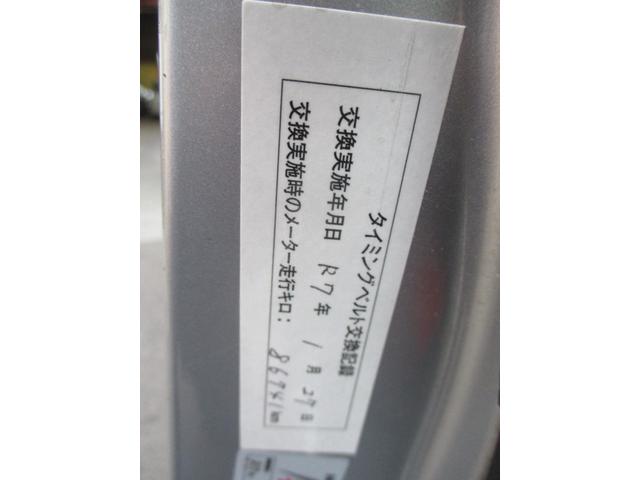 タイミングベルト交換記録
交換実施年月日 R7年 1月29日
交換実施時のメーター走行キロ： 86941km